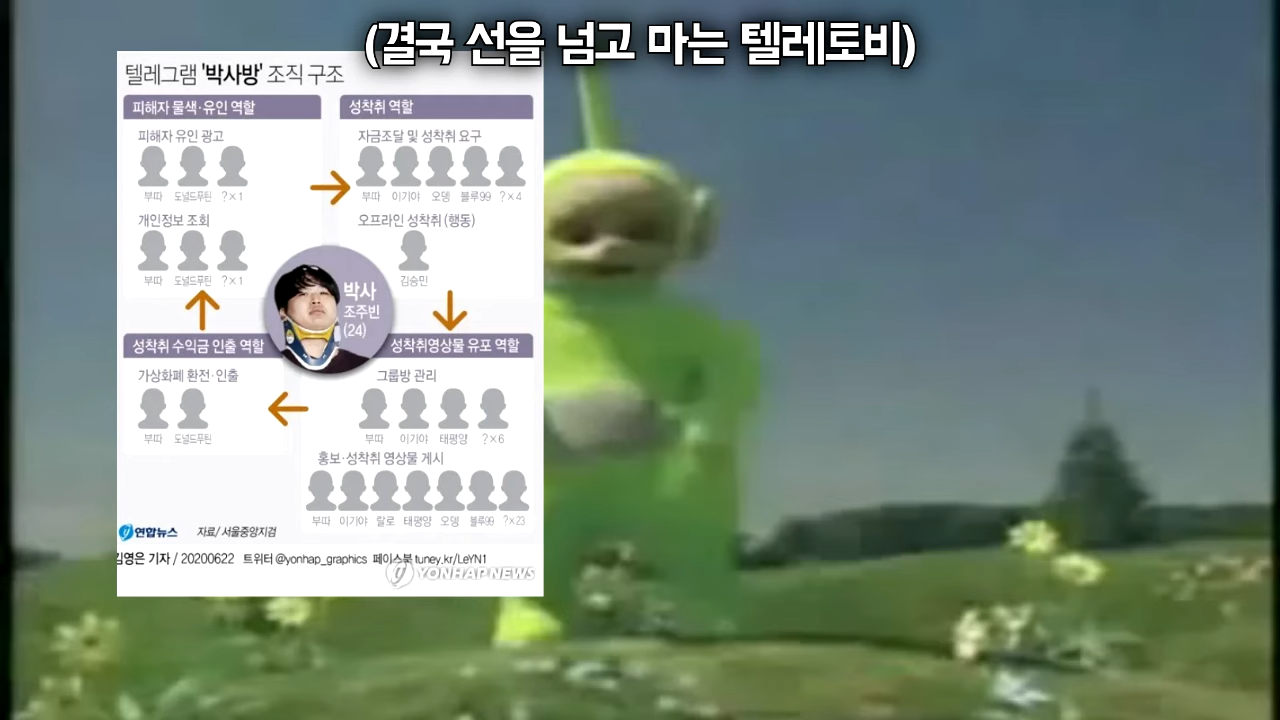 (결국 선을 넘고 마는 텔레토비)
텔레그램 '박사방' 조직 구조
피해자 물색·유인 역할
피해자 유인 광고
부따 도널드푸틴 ?×1
개인정보 조회
부따 도널드푸틴 ?×1
성착취 역할
자금조달 및 성착취 요구
부따 이기야 오뎅 블루99 ?×4
오프라인 성착취 (행동)
김승민
박사
조주빈
(24)
성착취영상물 유포 역할
그룹방 관리
부따 이기야 태평양 ?×6
홍보·성착취 영상물 게시
부따 이기야 랄로 태평양 오뎅 블루99 ?×23
성착취 수익금 인출 역할
가상화폐 환전·인출
부따 도널드푸틴
연합뉴스 자료/ 서울중앙지검
김영은 기자 / 20200622 트위터 @yonhap_graphics 페이스북 tuney.kr/LeYN1
YONHAP NEWS